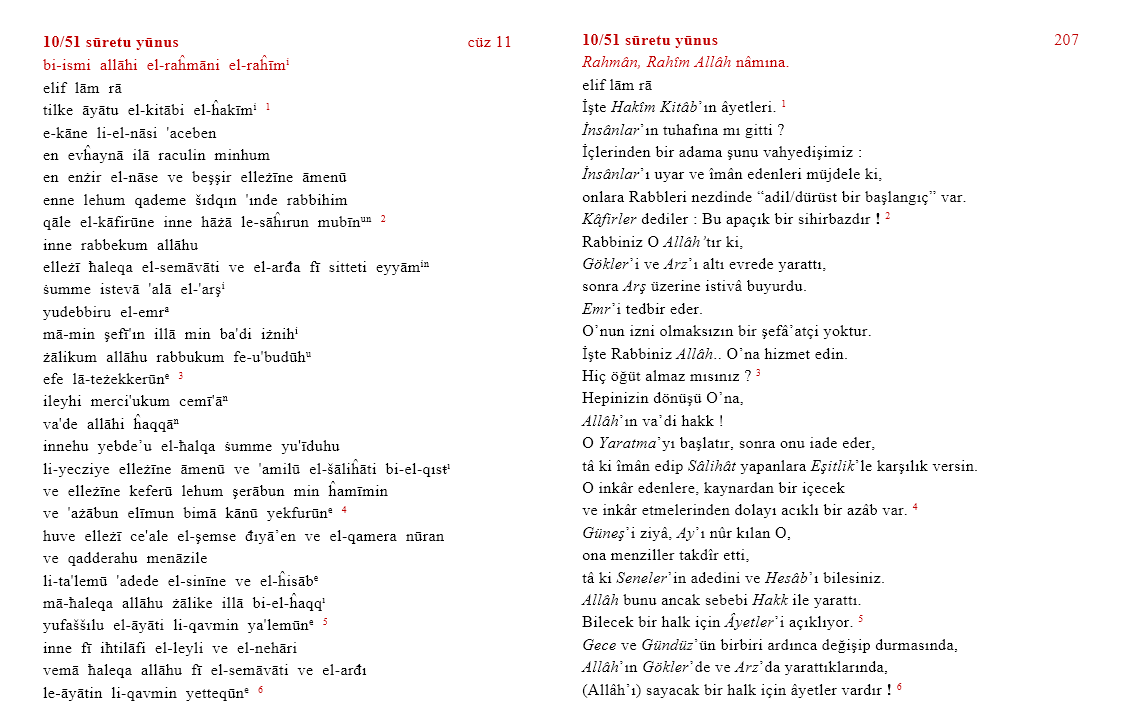 10/51 sūretu yūnus cüz 11
bi-ismi allāhi el-raĥmāni el-raĥīmⁱ
elif lām rā
tilke āyātu el-kitābi el-ĥakīmⁱ ¹
e-kāne li-el-nāsi 'aceben
en evĥaynā ilā raculin minhum
en enžir el-nāse ve beşşir elležīne āmenū
enne lehum qademe šıdqın 'ınde rabbihim
qāle el-kāfirūne inne hāžā le-sāĥırun mubīnᵘⁿ ²
inne rabbekum allāhu
elležī ħaleqa el-semāvāti ve el-arđa fī sitteti eyyāmⁱⁿ
śumme istevā 'alā el-'arşⁱ
yudebbiru el-emrᵃ
mā-min şefī'ın illā min ba'di ižnihⁱ
žālikum allāhu rabbukum fe-u'budūhᵘ
efe lā-težekkerūnᵉ ³
ileyhi merci'ukum cemī'āⁿ
va'de allāhi ĥaqqāⁿ
innehu yebde’u el-ħalqa śumme yu'īduhu
li-yecziye elležīne āmenū ve 'amilū el-šāliĥāti bi-el-qısŧⁱ
ve elležīne keferū lehum şerābun min ĥamīmin
ve 'ažābun elīmun bimā kānū yekfurūnᵉ ⁴
huve elležī ce'ale el-şemse đıyā’en ve el-qamera nūran
ve qadderahu menāzile
li-ta'lemū 'adede el-sinīne ve el-ĥisābᵉ
mā-ħaleqa allāhu žālike illā bi-el-ĥaqqⁱ
yufaššılu el-āyāti li-qavmin ya'lemūnᵉ ⁵
inne fī iħtilāfi el-leyli ve el-nehāri
vemā ħaleqa allāhu fī el-semāvāti ve el-arđı
le-āyātin li-qavmin yetteqūnᵉ ⁶
10/51 sūretu yūnus 207
Rahmân, Rahîm Allâh nâmına.
elif lām rā
İşte Hakîm Kitâb’ın âyetleri. ¹
İnsânlar’ın tuhafına mı gitti ?
İçlerinden bir adama şunu vahyedişimiz :
İnsânlar’ı uyar ve îmân edenleri müjdele ki,
onlara Rabbleri nezdinde “adil/dürüst bir başlangıç” var.
Kâfirler dediler : Bu apaçık bir sihirbazdır ! ²
Rabbiniz O Allâh’tır ki,
Gökler’i ve Arz’ı altı evrede yarattı,
sonra Arş üzerine istivâ buyurdu.
Emr’i tedbir eder.
O’nun izni olmaksızın bir şefâ’atçi yoktur.
İşte Rabbiniz Allâh.. O’na hizmet edin.
Hiç öğüt almaz mısınız ? ³
Hepinizin dönüşü O’na,
Allâh’ın va’di hakk !
O Yaratma’yı başlatır, sonra onu iade eder,
tâ ki îmân edip Sâlihât yapanlara Eşitlik’le karşılık versin.
O inkâr edenlere, kaynardan bir içecek
ve inkâr etmelerinden dolayı acıklı bir azâb var. ⁴
Güneş’i ziyâ, Ay’ı nûr kılan O,
ona menziller takdîr etti,
tâ ki Seneler’in adedini ve Hesâb’ı bilesiniz.
Allâh bunu ancak sebebi Hakk ile yarattı.
Bilecek bir halk için Âyetler’i açıklıyor. ⁵
Gece ve Gündüz’ün birbiri ardınca değişip durmasında,
Allâh’ın Gökler’de ve Arz’da yarattıklarında,
(Allâh’ı) sayacak bir halk için âyetler vardır ! ⁶